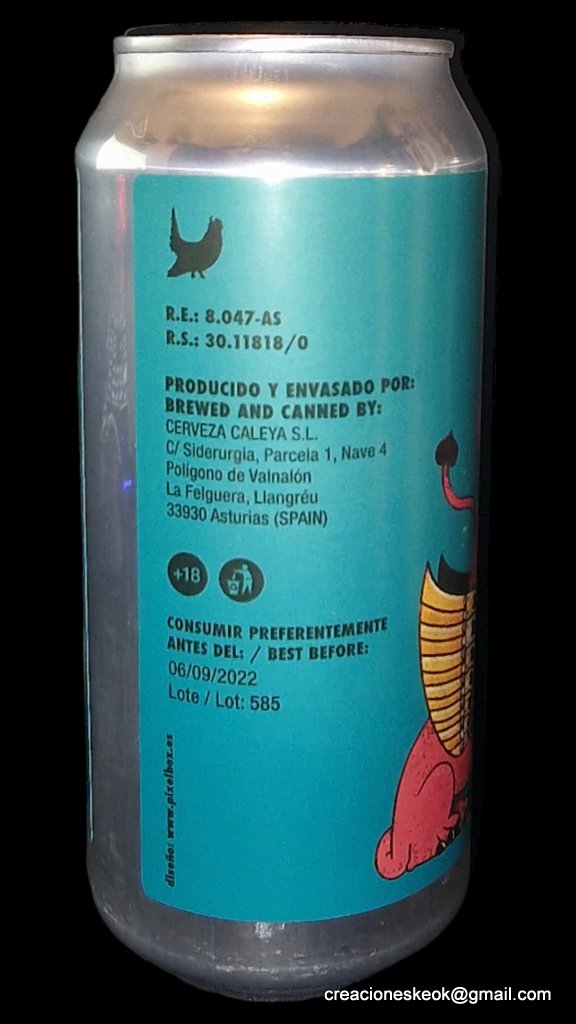 R.E.: 8.047-AS
R.S.: 30.11818/0
PRODUCIDO Y ENVASADO POR:
BREWED AND CANNED BY:
CERVEZA CALEYA S.L.
C/ Siderurgia, Parcela 1, Nave 4
Polígono de Valnalón
La Felguera, Llangréu
33930 Asturias (SPAIN)
+18
CONSUMIR PREFERENTEMENTE
ANTES DEL: / BEST BEFORE:
06/09/2022
Lote / Lot: 585
diseño: www.pixelbox.es
creacioneskeok@gmail.com